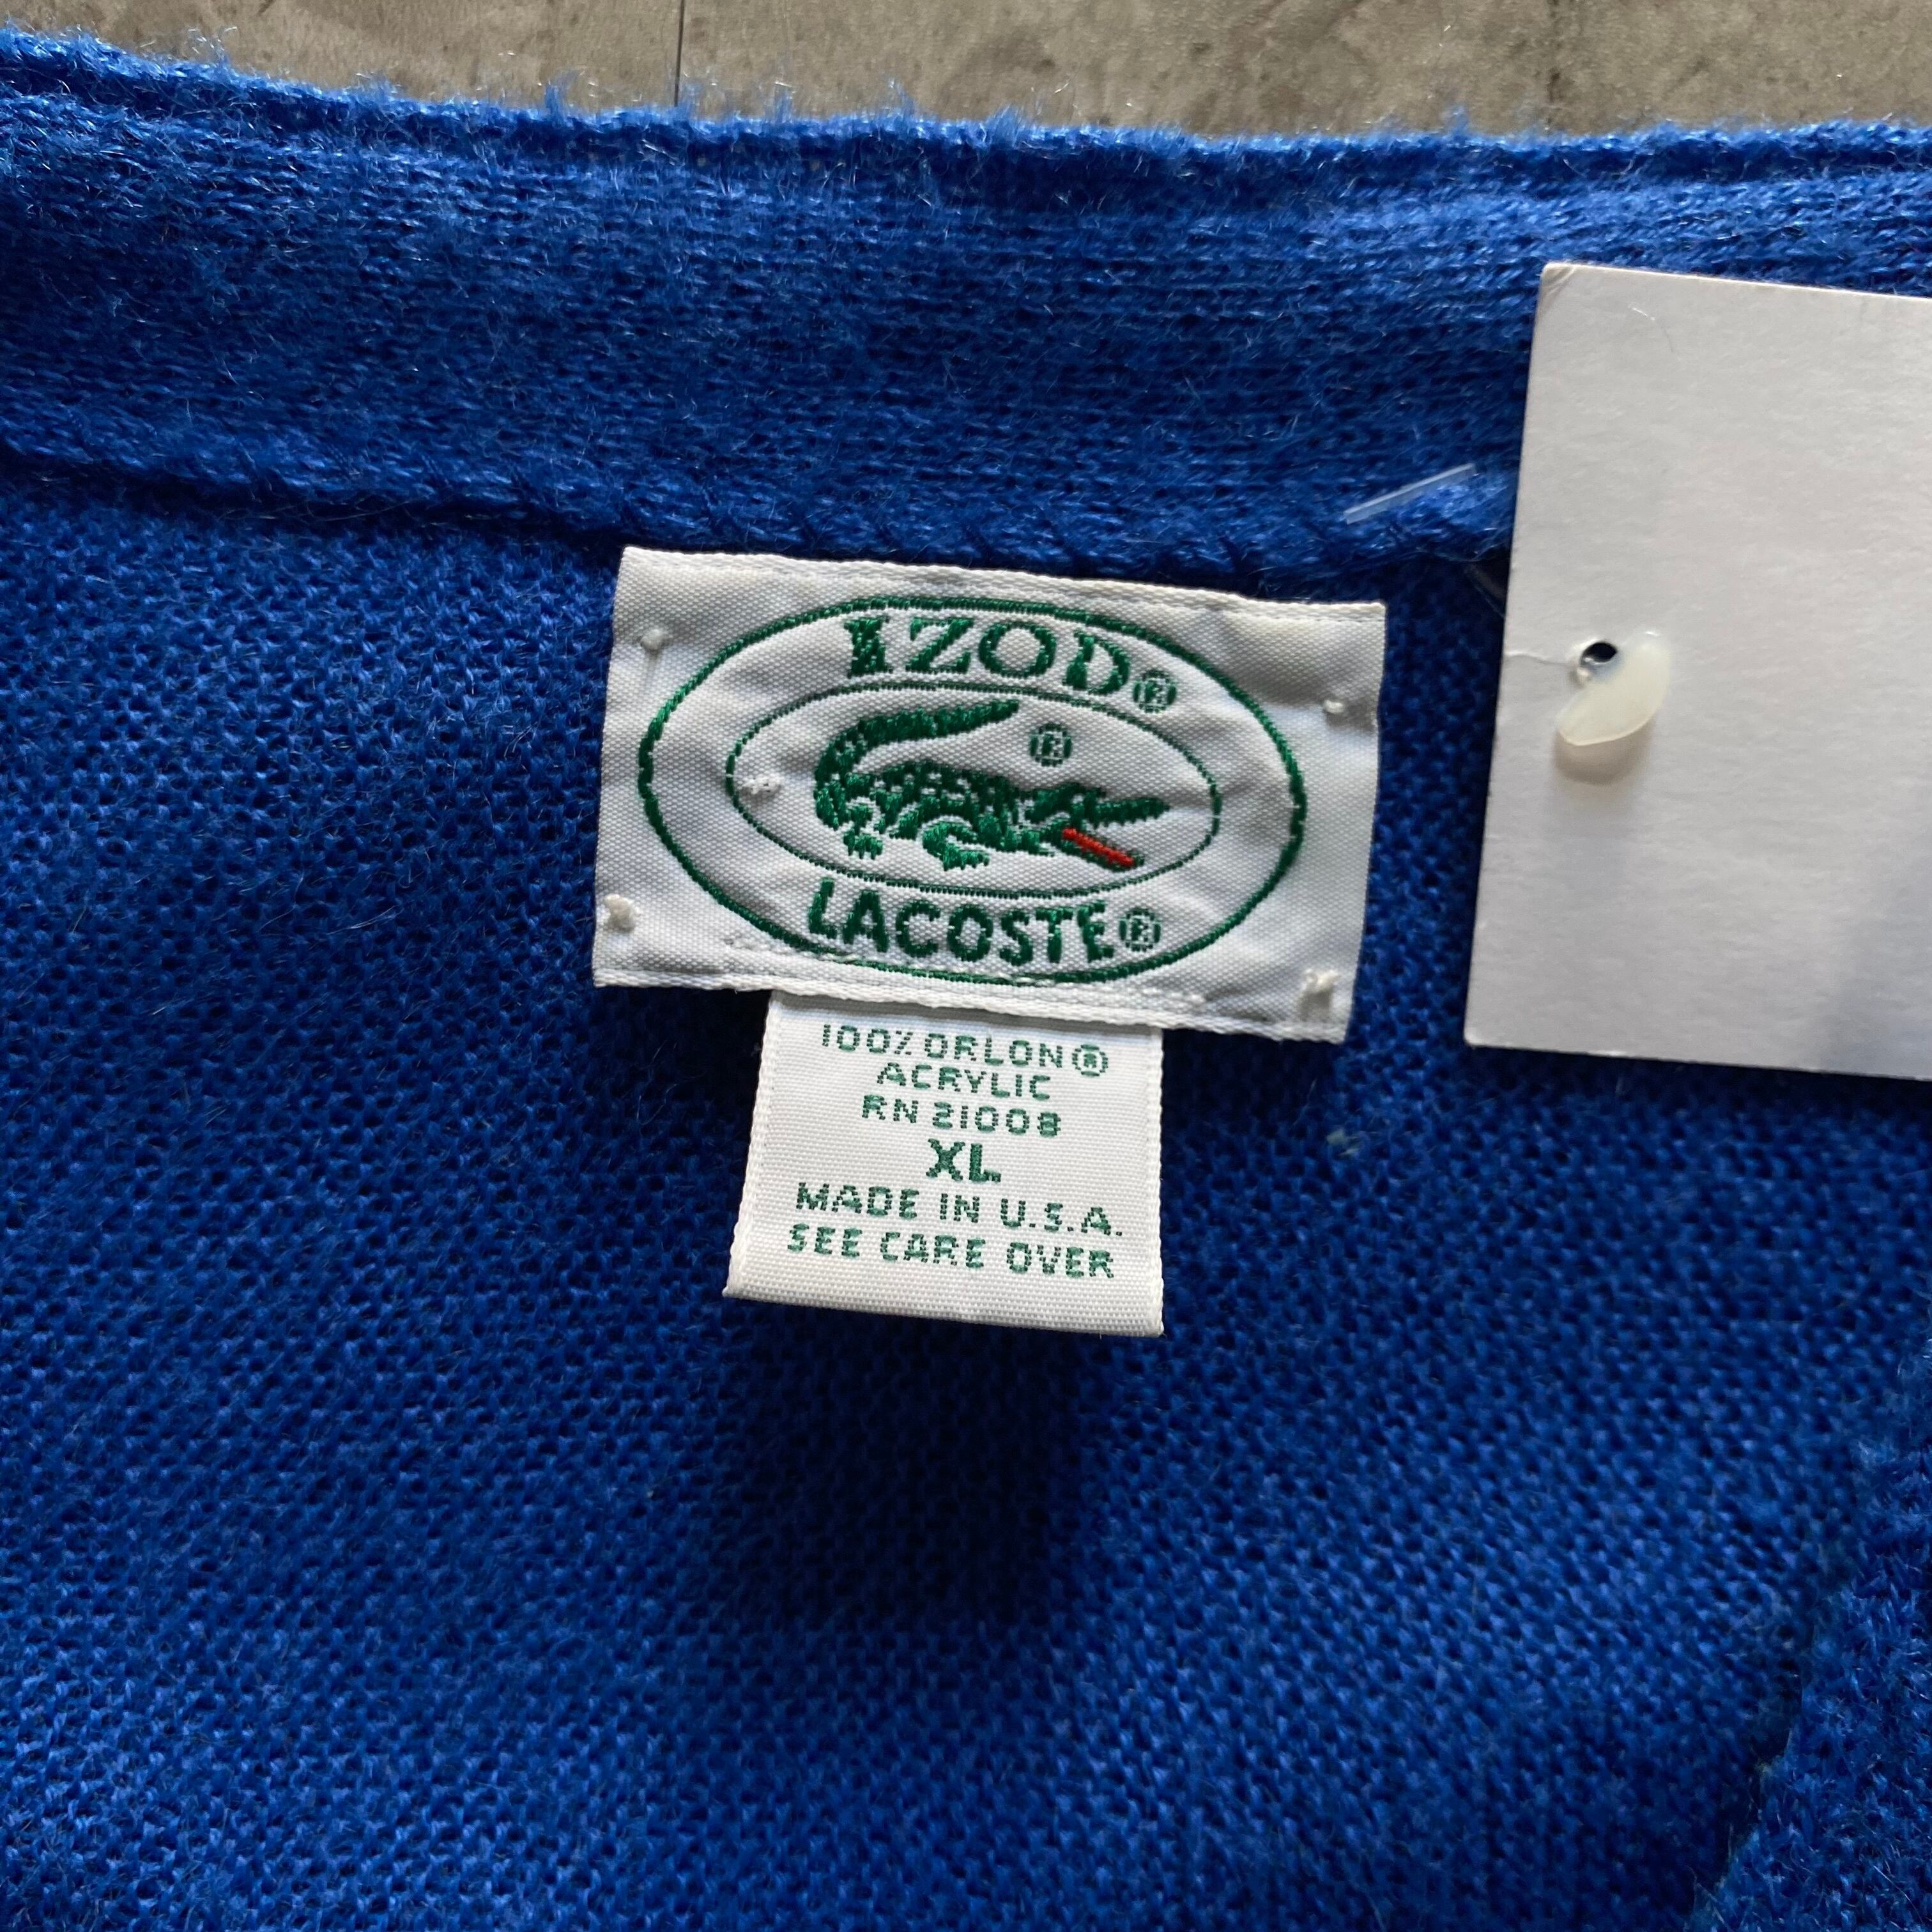 IZOD®
®
LACOSTE®
100% ORLON®
ACRYLIC
RN 21008
XL
MADE IN U.S.A.
SEE CARE OVER